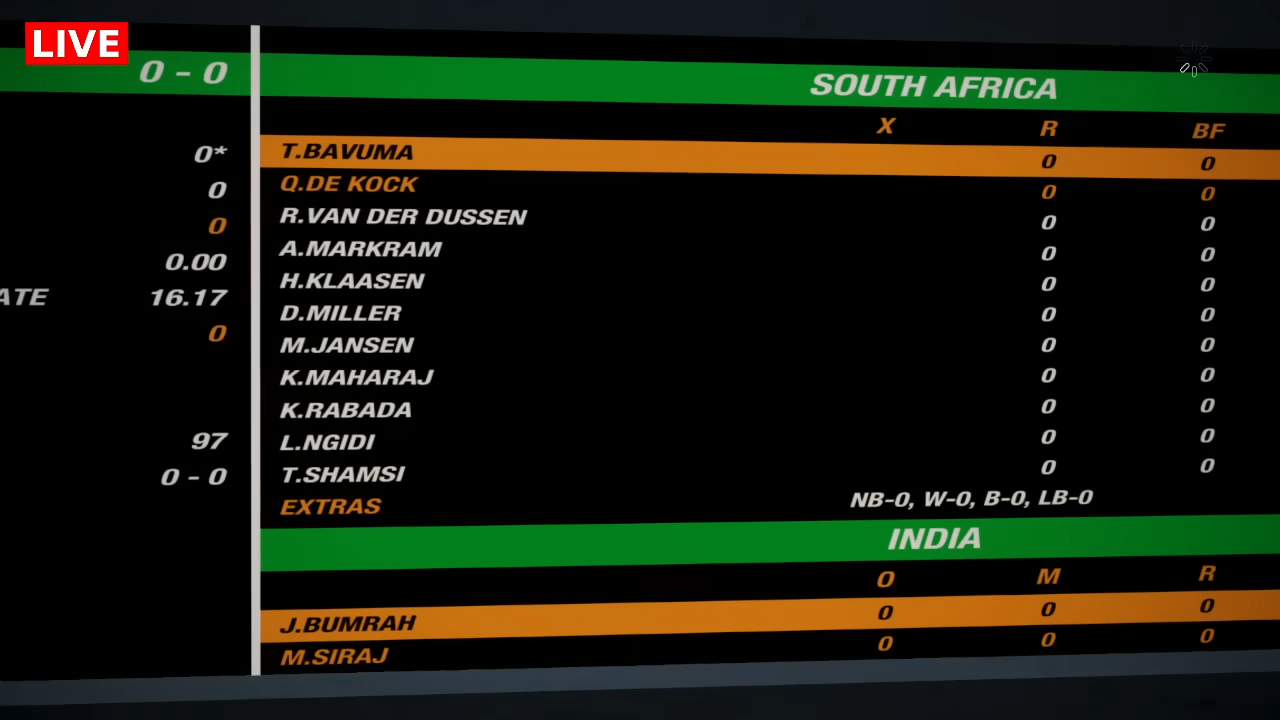 LIVE
0 - 0
0*
0
0
0.00
ATE 16.17
0
97
0 - 0
SOUTH AFRICA
X R BF
T.BAVUMA 0 0
Q.DE KOCK 0 0
R.VAN DER DUSSEN 0 0
A.MARKRAM 0 0
H.KLAASEN 0 0
D.MILLER 0 0
M.JANSEN 0 0
K.MAHARAJ 0 0
K.RABADA 0 0
L.NGIDI 0 0
T.SHAMSI 0 0
EXTRAS NB-0, W-0, B-0, LB-0
INDIA
O M R
J.BUMRAH 0 0 0
M.SIRAJ 0 0 0